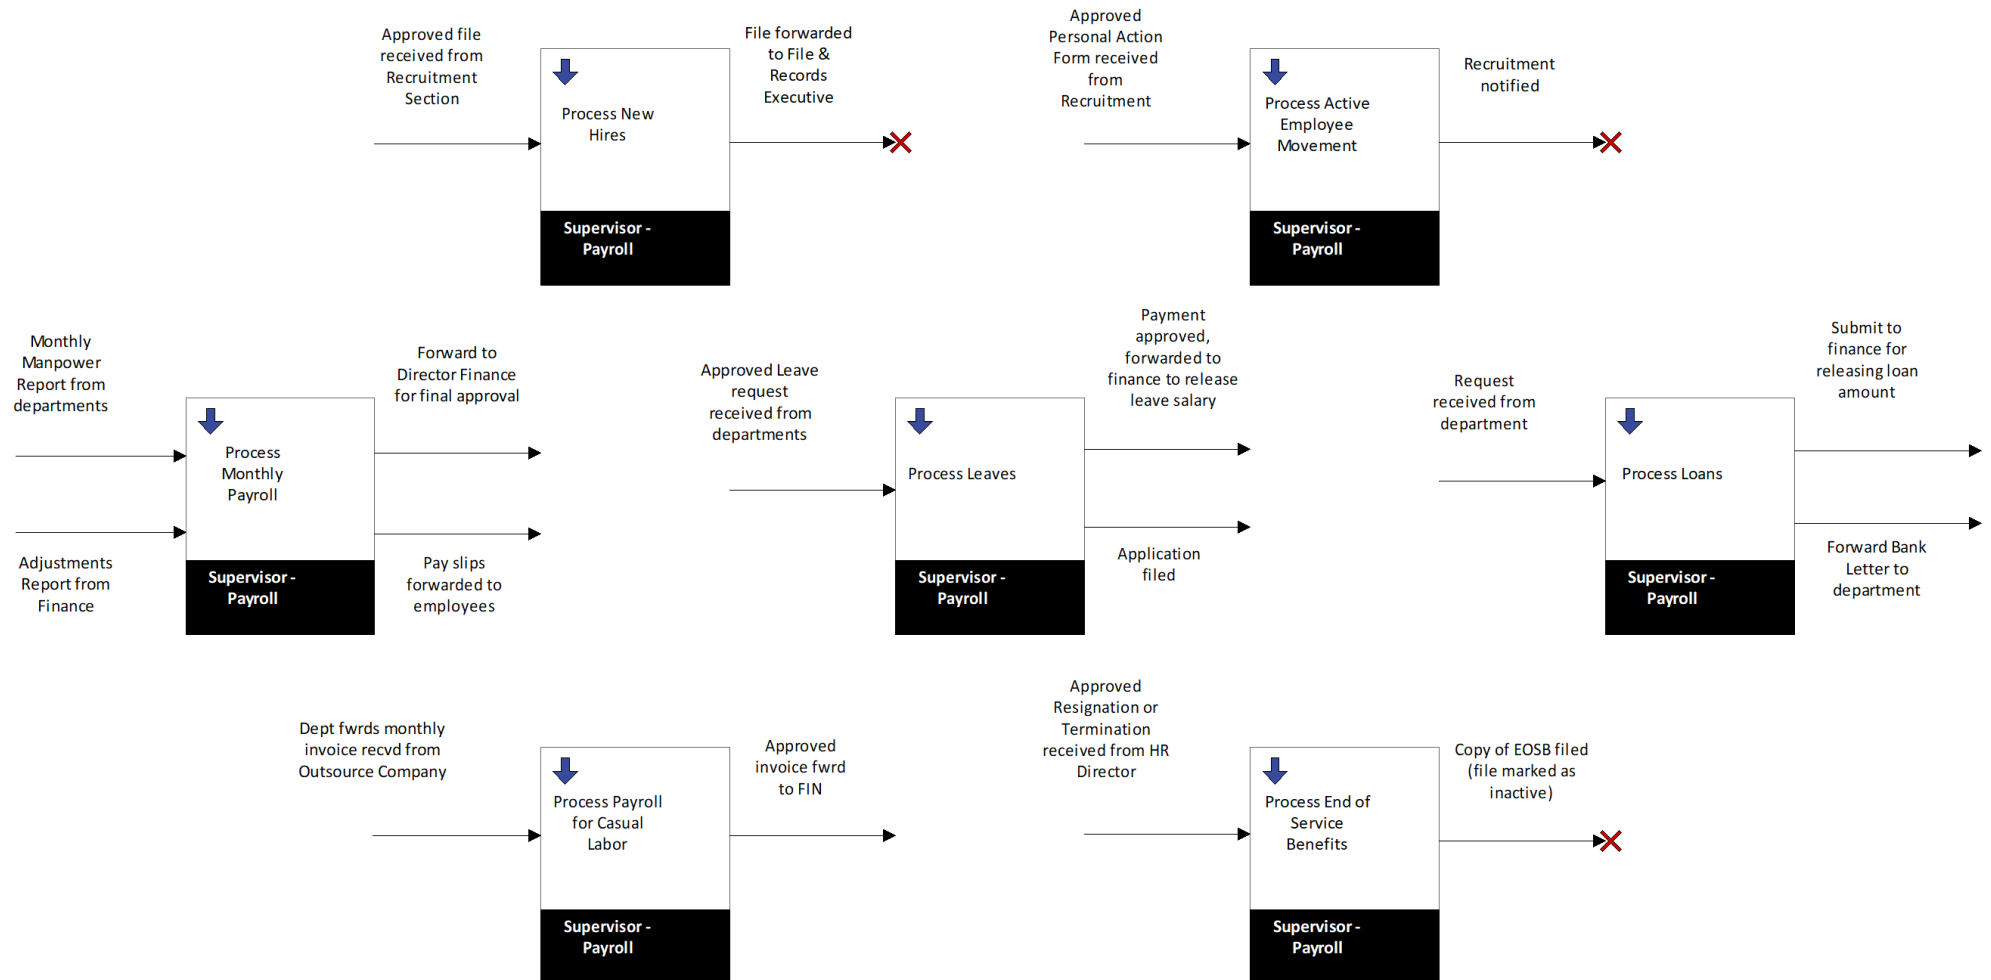 Approved file
received from
Recruitment
Section
Process New
Hires
Supervisor -
Payroll
File forwarded
to File &
Records
Executive
Approved
Personal Action
Form received
from
Recruitment
Process Active
Employee
Movement
Supervisor -
Payroll
Recruitment
notified
Monthly
Manpower
Report from
departments
Adjustments
Report from
Finance
Process
Monthly
Payroll
Supervisor -
Payroll
Forward to
Director Finance
for final approval
Pay slips
forwarded to
employees
Approved Leave
request
received from
departments
Process Leaves
Supervisor -
Payroll
Payment
approved,
forwarded to
finance to release
leave salary
Application
filed
Request
received from
department
Process Loans
Supervisor -
Payroll
Submit to
finance for
releasing loan
amount
Forward Bank
Letter to
department
Dept fwrds monthly
invoice recvd from
Outsource Company
Process Payroll
for Casual
Labor
Supervisor -
Payroll
Approved
invoice fwrd
to FIN
Approved
Resignation or
Termination
received from HR
Director
Process End of
Service
Benefits
Supervisor -
Payroll
Copy of EOSB filed
(file marked as
inactive)